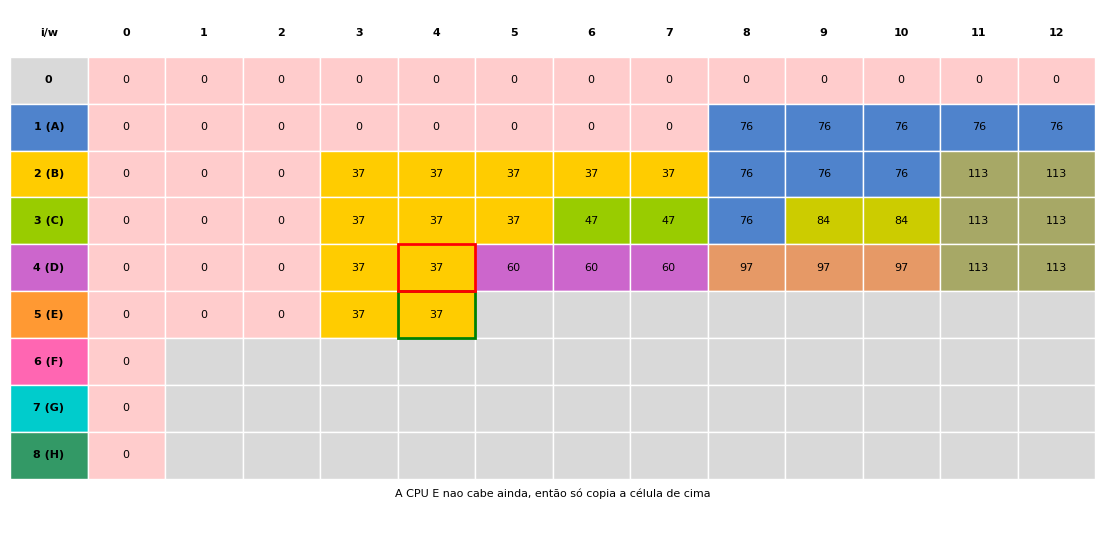 i/w 0 1 2 3 4 5 6 7 8 9 10 11 12
0 0 0 0 0 0 0 0 0 0 0 0 0 0
1 (A) 0 0 0 0 0 0 0 0 76 76 76 76 76
2 (B) 0 0 0 37 37 37 37 37 76 76 76 113 113
3 (C) 0 0 0 37 37 37 47 47 76 84 84 113 113
4 (D) 0 0 0 37 37 60 60 60 97 97 97 113 113
5 (E) 0 0 0 37 37
6 (F) 0
7 (G) 0
8 (H) 0
A CPU E nao cabe ainda, então só copia a célula de cima